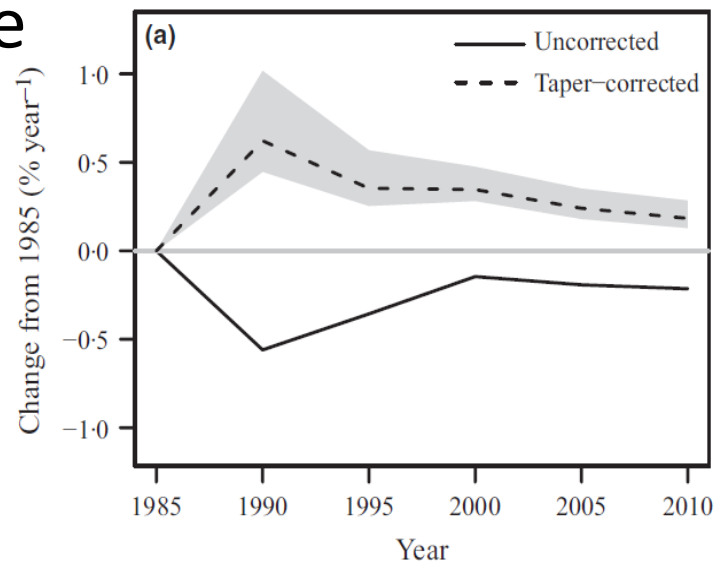 e
(a)
Uncorrected
Taper−corrected
Change from 1985 (% year⁻¹)
1·0
0·5
0·0
−0·5
−1·0
1985 1990 1995 2000 2005 2010
Year